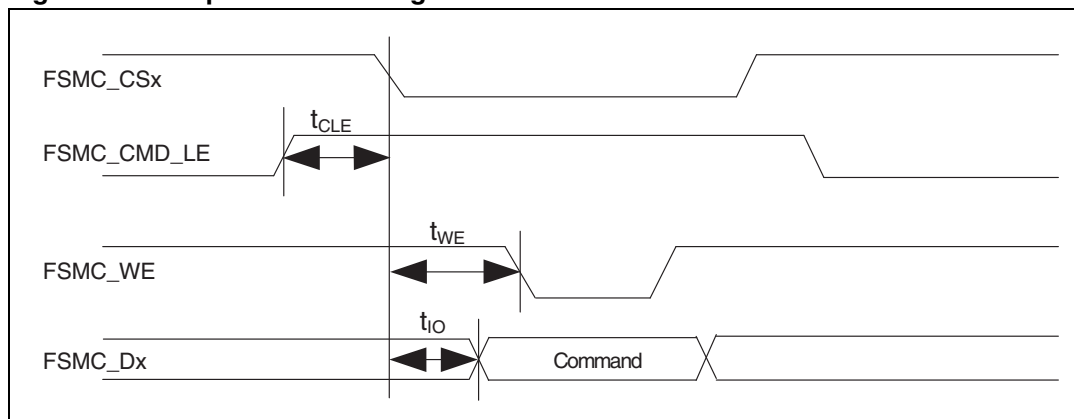 FSMC_CSx
tCLE
FSMC_CMD_LE
tWE
FSMC_WE
tIO
FSMC_Dx
Command